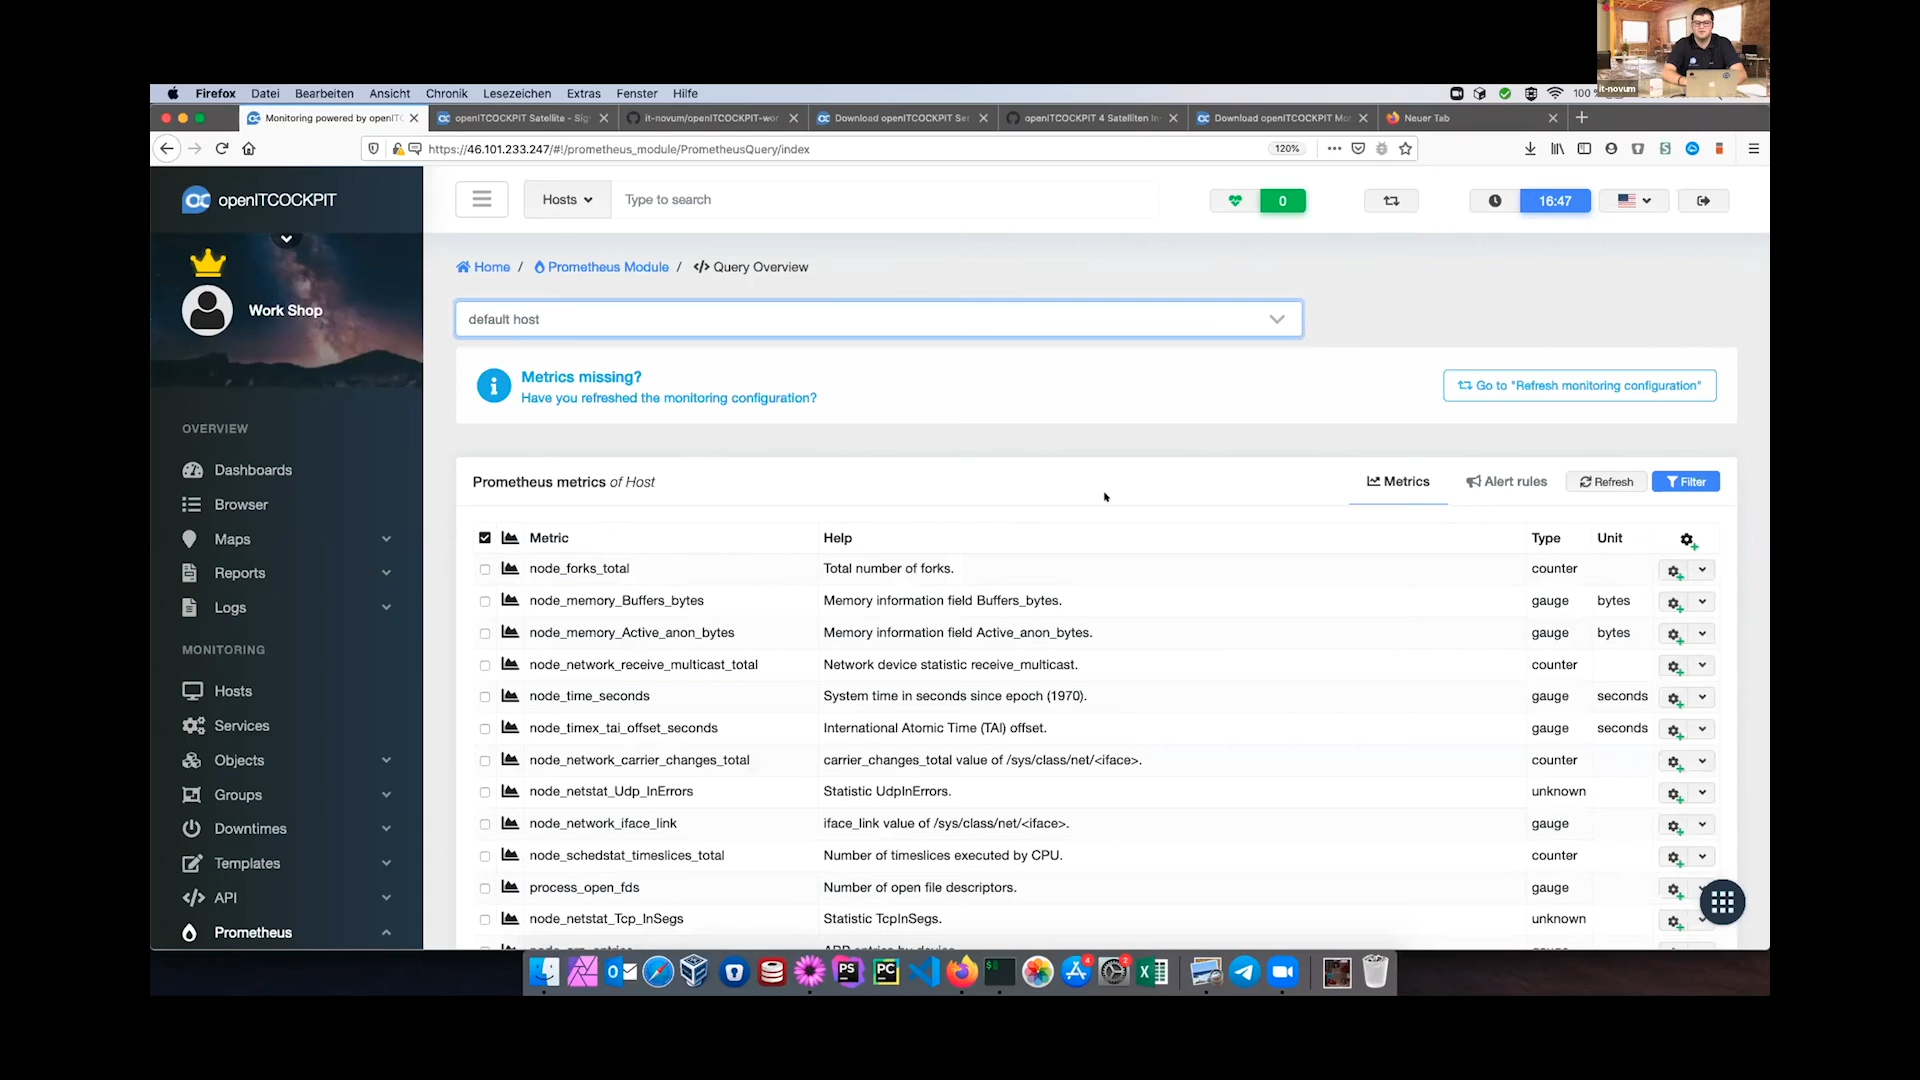 it-novum
Firefox Datei Bearbeiten Ansicht Chronik Lesezeichen Extras Fenster Hilfe 100
Monitoring powered by openITC openITCOCKPIT Satellite - Sig it-novum/openITCOCKPIT-wor Download openITCOCKPIT Ser openITCOCKPIT 4 Satelliten In Download openITCOCKPIT Mor Neuer Tab
https://46.101.233.247/#!/prometheus_module/PrometheusQuery/index 120%
openITCOCKPIT
Hosts Type to search 0 16:47
Work Shop
Home / Prometheus Module / </> Query Overview
default host
Metrics missing?
Have you refreshed the monitoring configuration?
Go to "Refresh monitoring configuration"
OVERVIEW
Dashboards
Browser
Maps
Reports
Logs
MONITORING
Hosts
Services
Objects
Groups
Downtimes
Templates
API
Prometheus
Prometheus metrics of Host Metrics Alert rules Refresh Filter
Metric Help Type Unit
node_forks_total Total number of forks. counter
node_memory_Buffers_bytes Memory information field Buffers_bytes. gauge bytes
node_memory_Active_anon_bytes Memory information field Active_anon_bytes. gauge bytes
node_network_receive_multicast_total Network device statistic receive_multicast. counter
node_time_seconds System time in seconds since epoch (1970). gauge seconds
node_timex_tai_offset_seconds International Atomic Time (TAI) offset. gauge seconds
node_network_carrier_changes_total carrier_changes_total value of /sys/class/net/<iface>. counter
node_netstat_Udp_InErrors Statistic UdpInErrors. unknown
node_network_iface_link iface_link value of /sys/class/net/<iface>. gauge
node_schedstat_timeslices_total Number of timeslices executed by CPU. counter
process_open_fds Number of open file descriptors. gauge
node_netstat_Tcp_InSegs Statistic TcpInSegs. unknown